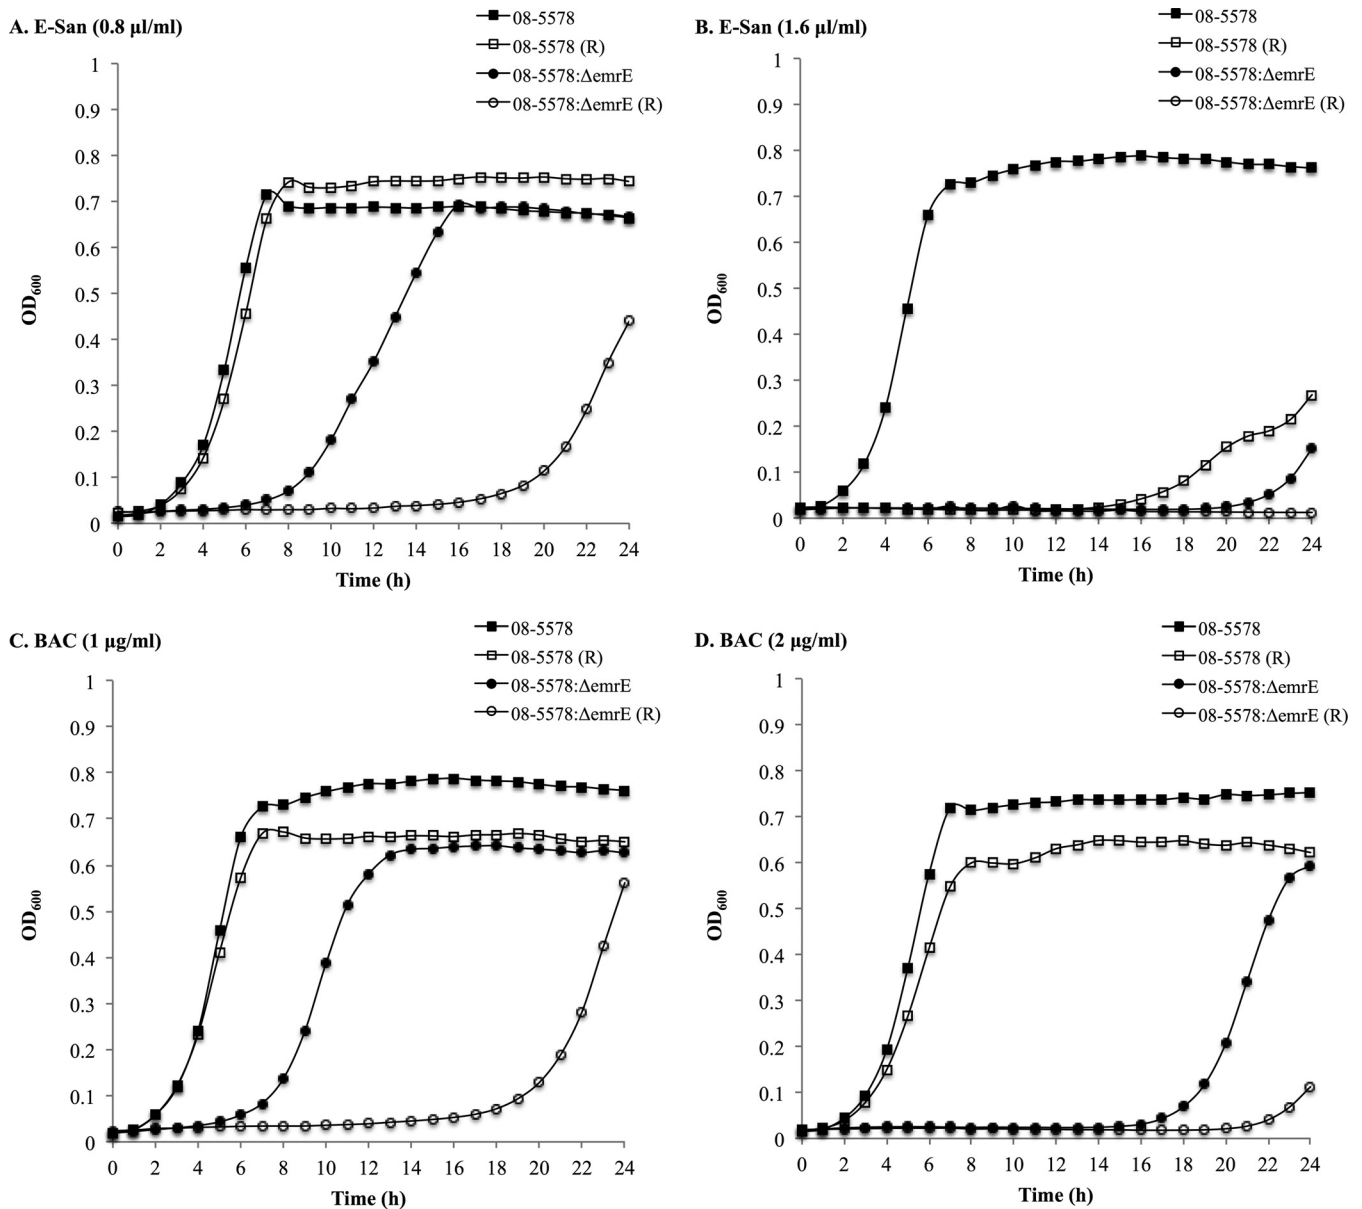 A. E-San (0.8 µl/ml)
08-5578
08-5578 (R)
08-5578:ΔemrE
08-5578:ΔemrE (R)
1
0.9
0.8
0.7
0.6
0.5
0.4
0.3
0.2
0.1
0
OD600
0 2 4 6 8 10 12 14 16 18 20 22 24
Time (h)
B. E-San (1.6 µl/ml)
08-5578
08-5578 (R)
08-5578:ΔemrE
08-5578:ΔemrE (R)
1
0.9
0.8
0.7
0.6
0.5
0.4
0.3
0.2
0.1
0
OD600
0 2 4 6 8 10 12 14 16 18 20 22 24
Time (h)
C. BAC (1 µg/ml)
08-5578
08-5578 (R)
08-5578:ΔemrE
08-5578:ΔemrE (R)
1
0.9
0.8
0.7
0.6
0.5
0.4
0.3
0.2
0.1
0
OD600
0 2 4 6 8 10 12 14 16 18 20 22 24
Time (h)
D. BAC (2 µg/ml)
08-5578
08-5578 (R)
08-5578:ΔemrE
08-5578:ΔemrE (R)
1
0.9
0.8
0.7
0.6
0.5
0.4
0.3
0.2
0.1
0
OD600
0 2 4 6 8 10 12 14 16 18 20 22 24
Time (h)